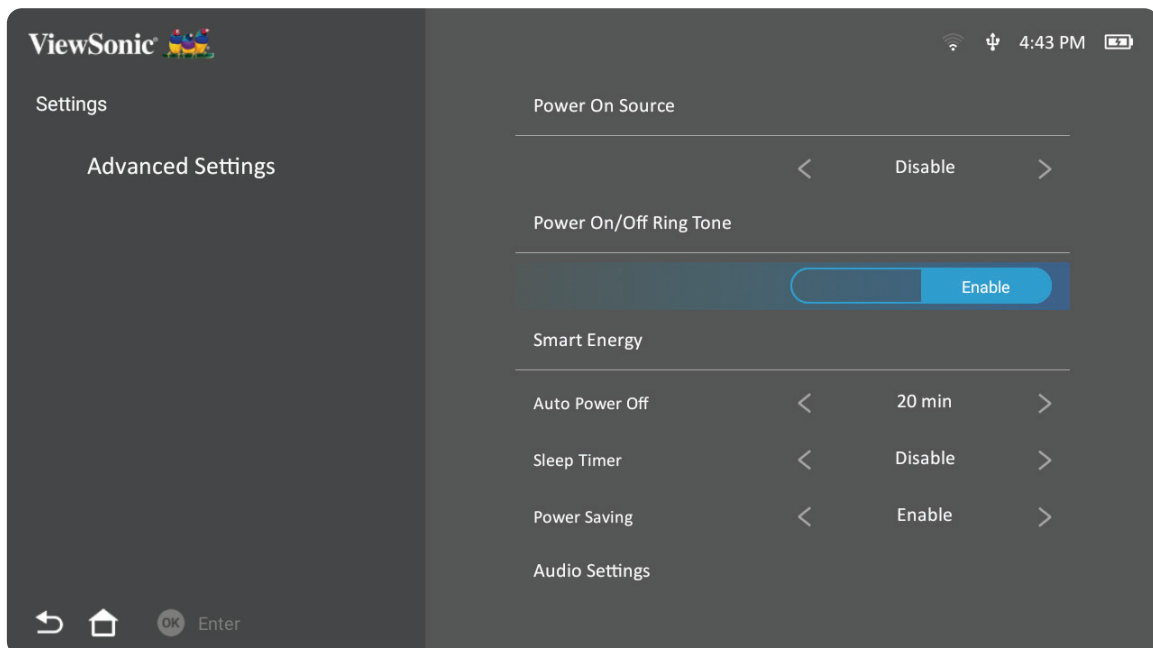 ViewSonic®
4:43 PM
Settings
Advanced Settings
Power On Source
Disable
Power On/Off Ring Tone
Enable
Smart Energy
Auto Power Off 20 min
Sleep Timer Disable
Power Saving Enable
Audio Settings
OK Enter